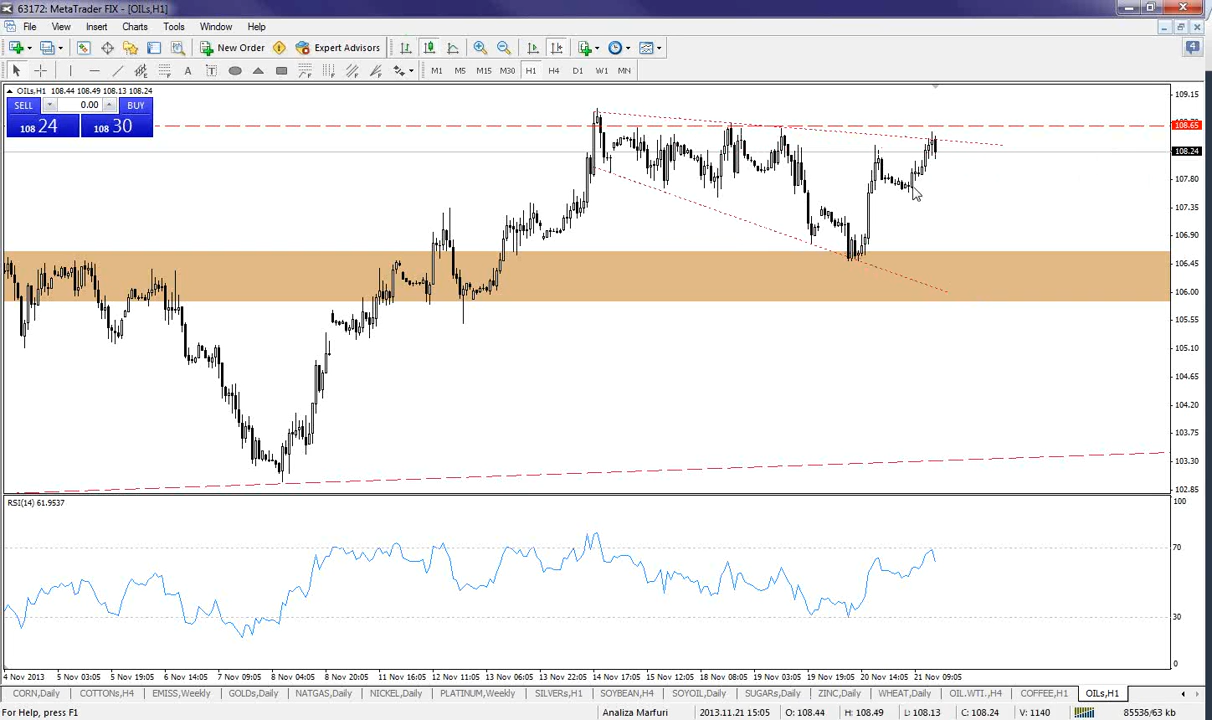 63172: MetaTrader FIX - [OILs,H1]
File View Insert Charts Tools Window Help
New Order Expert Advisors 4
A T M1 M5 M15 M30 H1 H4 D1 W1 MN
OILs,H1 108.44 108.49 108.13 108.24
SELL 0.00 BUY
108 24 108 30
109.15
108.65
108.24
107.80
107.35
106.90
106.45
106.00
105.55
105.10
104.65
104.20
103.75
103.30
102.85
RSI(14) 61.9537
100
70
30
0
4 Nov 2013 5 Nov 03:05 5 Nov 19:05 6 Nov 14:05 7 Nov 09:05 8 Nov 04:05 8 Nov 20:05 11 Nov 16:05 12 Nov 11:05 13 Nov 06:05 13 Nov 22:05 14 Nov 17:05 15 Nov 12:05 18 Nov 08:05 19 Nov 03:05 19 Nov 19:05 20 Nov 14:05 21 Nov 09:05
CORN,Daily COTTONs,H4 EMISS,Weekly GOLDs,Daily NATGAS,Daily NICKEL,Daily PLATINUM,Weekly SILVERs,H1 SOYBEAN,H4 SOYOIL,Daily SUGARs,Daily ZINC,Daily WHEAT,Daily OIL.WTI.,H4 COFFEE,H1 OILs,H1
For Help, press F1 Analiza Marfuri 2013.11.21 15:05 O: 108.44 H: 108.49 L: 108.13 C: 108.24 V: 1140 85536/63 kb